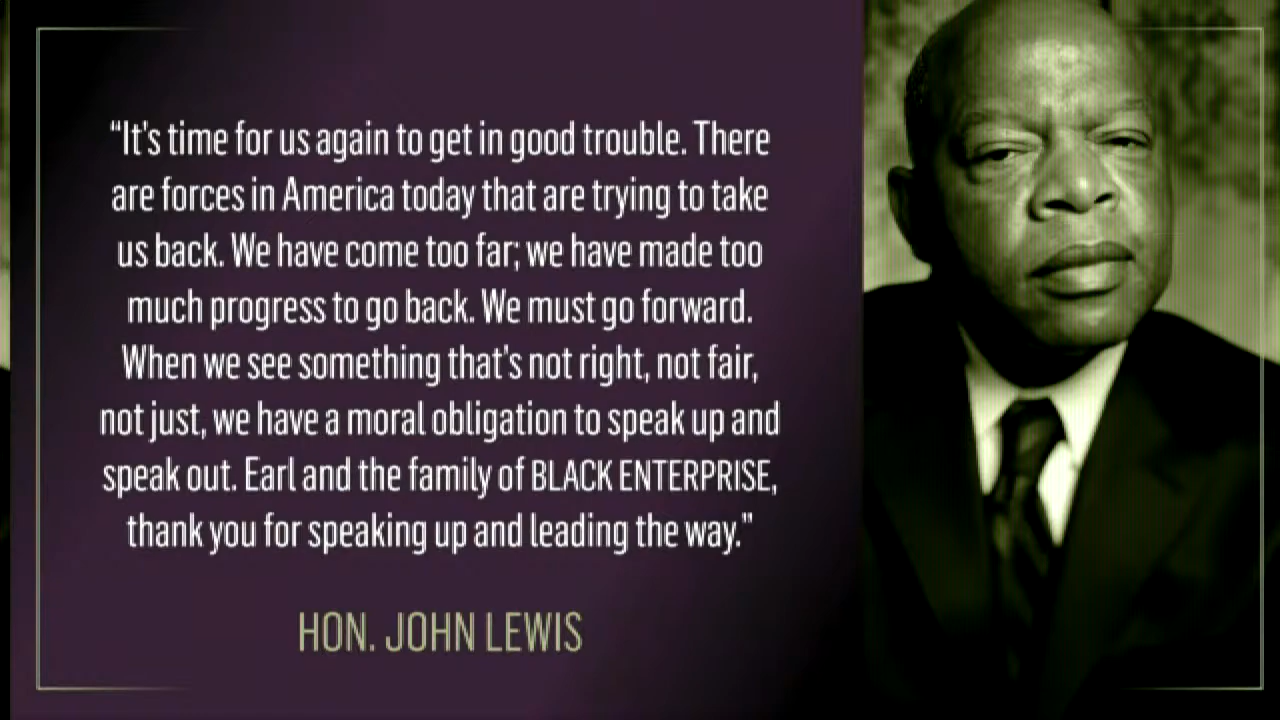 “It's time for us again to get in good trouble. There
are forces in America today that are trying to take
us back. We have come too far; we have made too
much progress to go back. We must go forward.
When we see something that's not right, not fair,
not just, we have a moral obligation to speak up and
speak out. Earl and the family of BLACK ENTERPRISE,
thank you for speaking up and leading the way."
HON. JOHN LEWIS